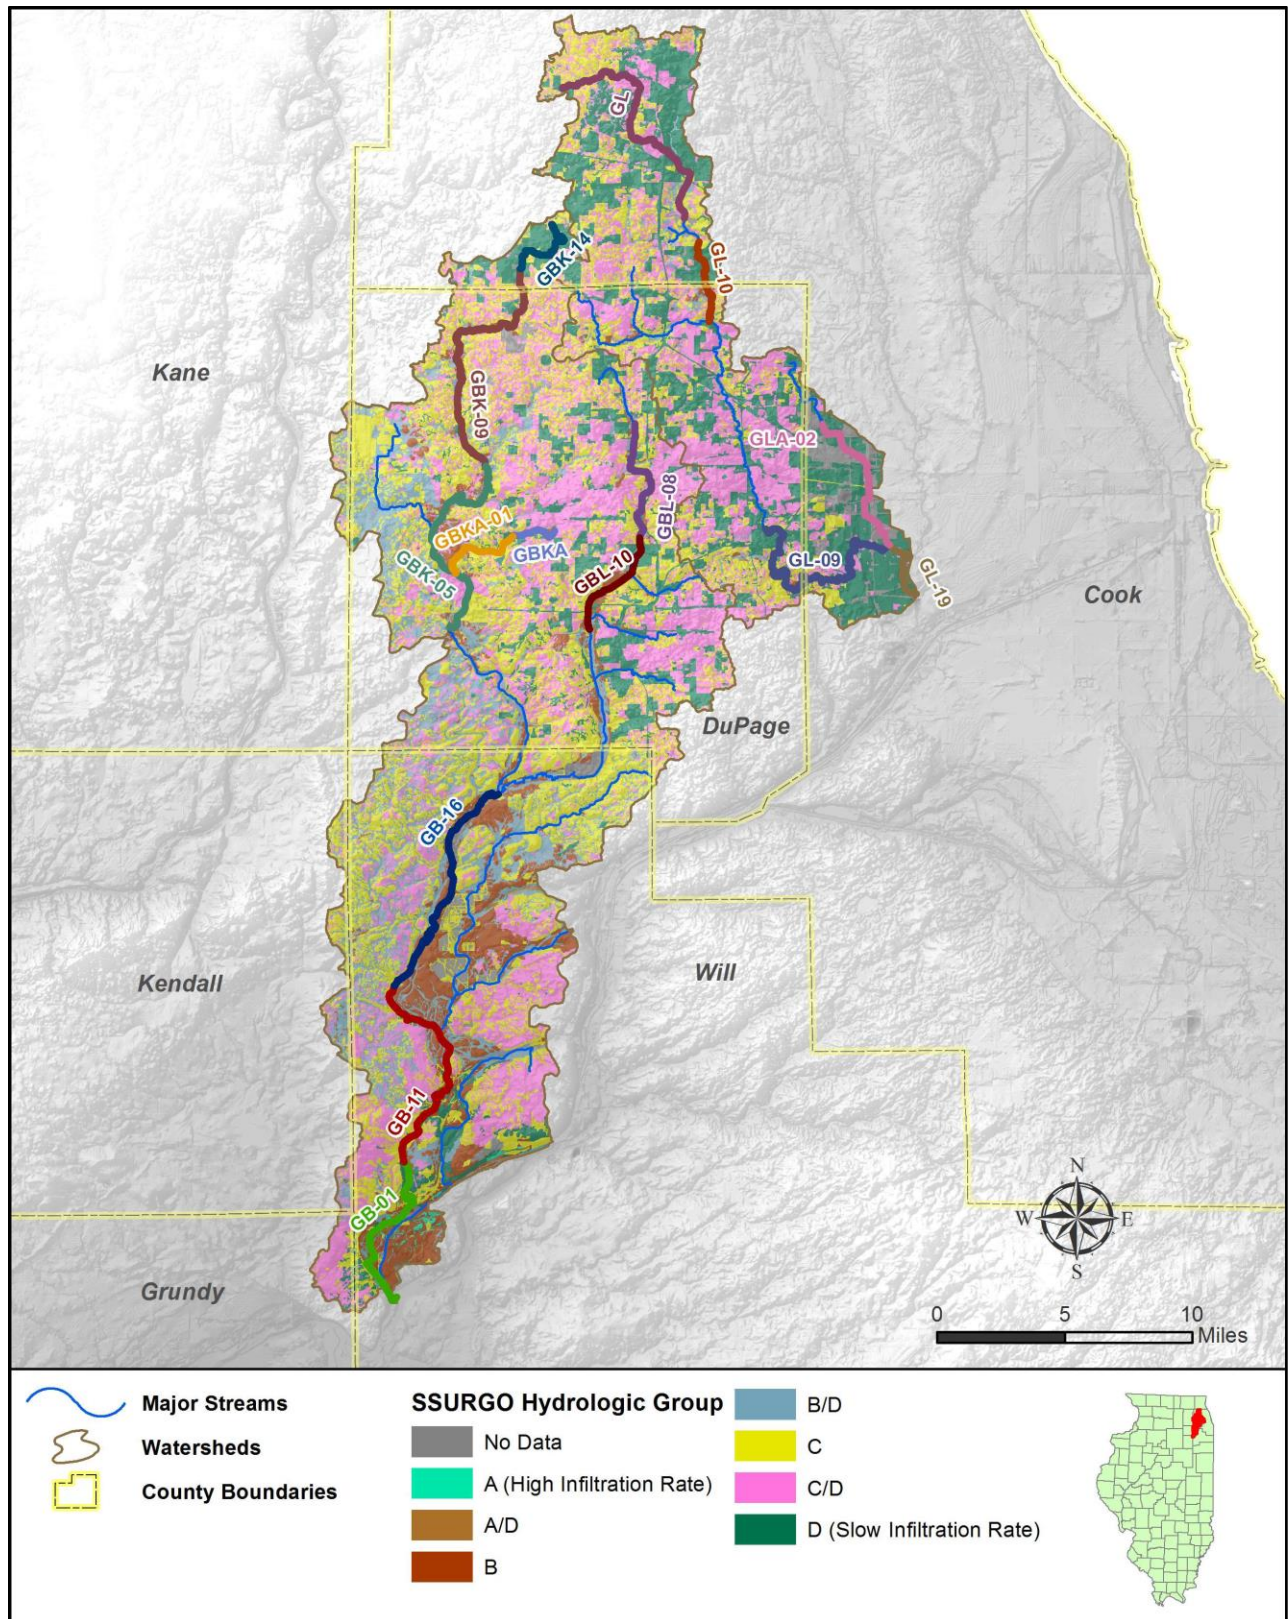 GL
GBK-14
GL-10
Kane
GBK-09
GLA-02
GBL-08
GBKA-01
GBKA
GL-09
GBK-05
GBL-10
GL-19
Cook
DuPage
GB-16
Kendall
Will
GB-11
N
W E
S
GB-01
Grundy
0 5 10
Miles
Major Streams
Watersheds
County Boundaries
SSURGO Hydrologic Group
No Data
A (High Infiltration Rate)
A/D
B
B/D
C
C/D
D (Slow Infiltration Rate)